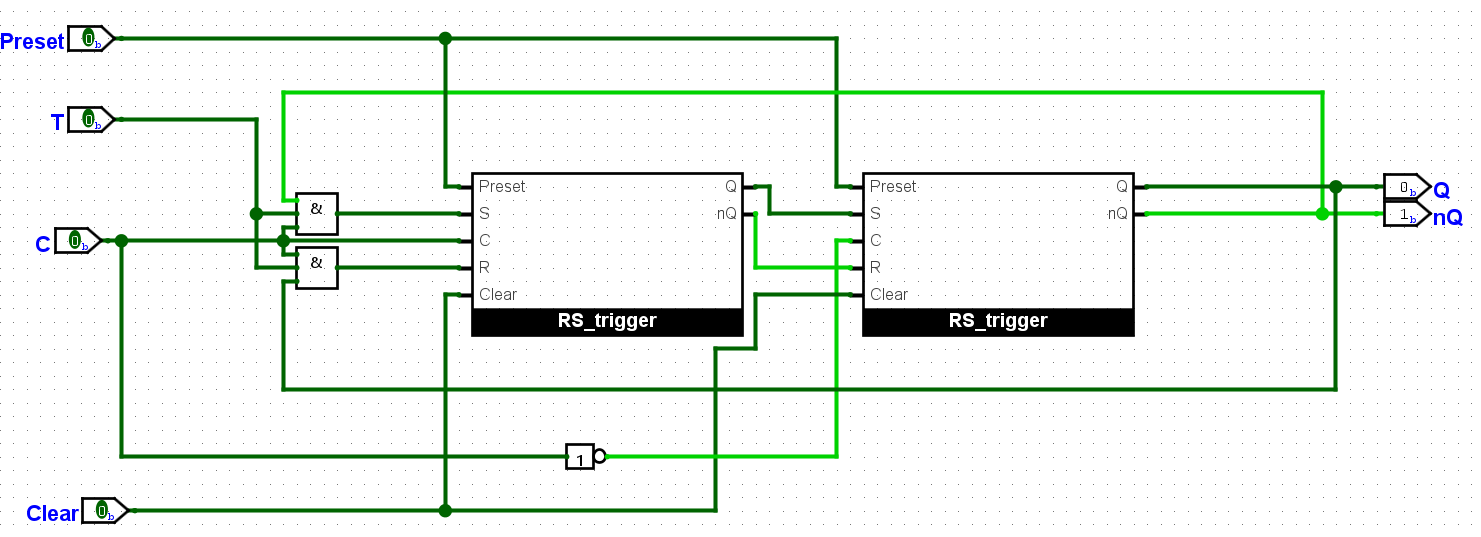 Preset 0b
T 0b
C 0b
Clear 0b
&
&
Preset
S
C
R
Clear
Q
nQ
RS_trigger
Preset
S
C
R
Clear
Q
nQ
RS_trigger
0b Q
1b nQ
1